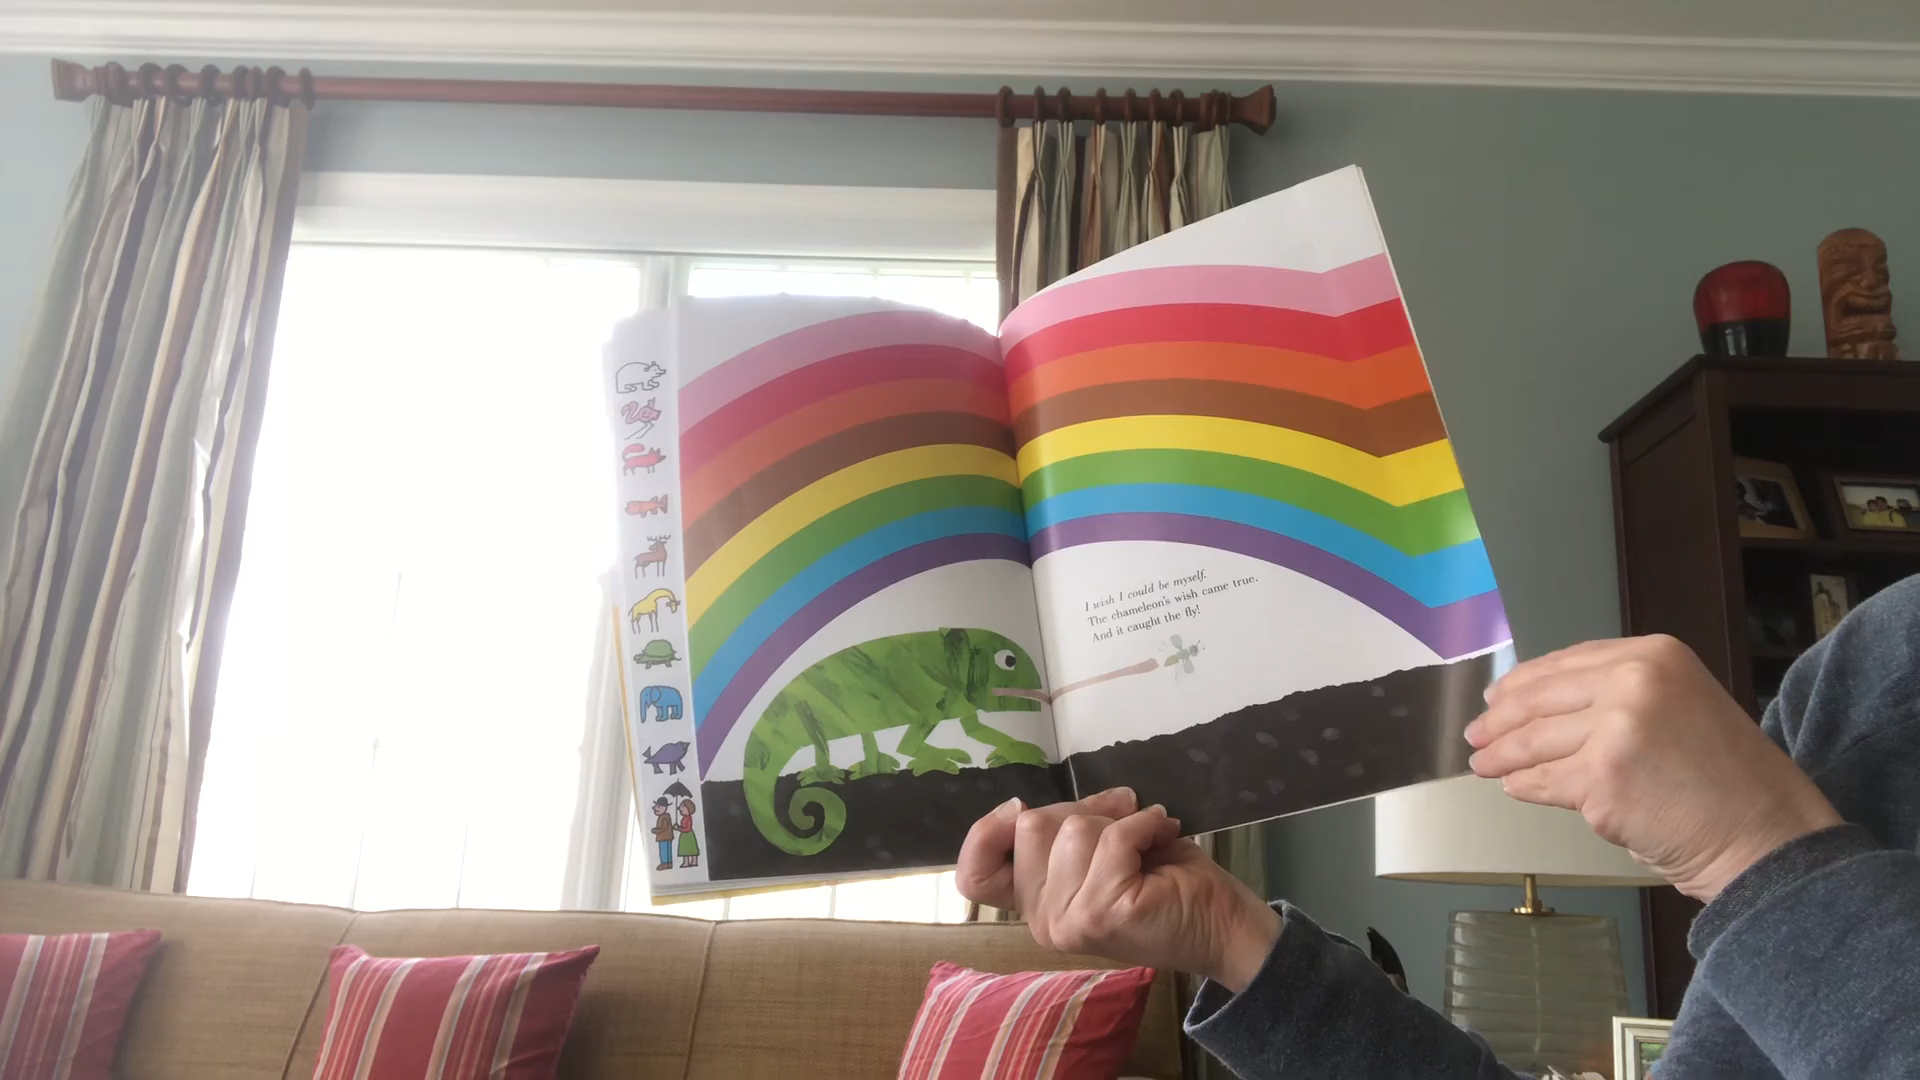 I wish I could be myself.
The chameleon's wish came true.
And it caught the fly!